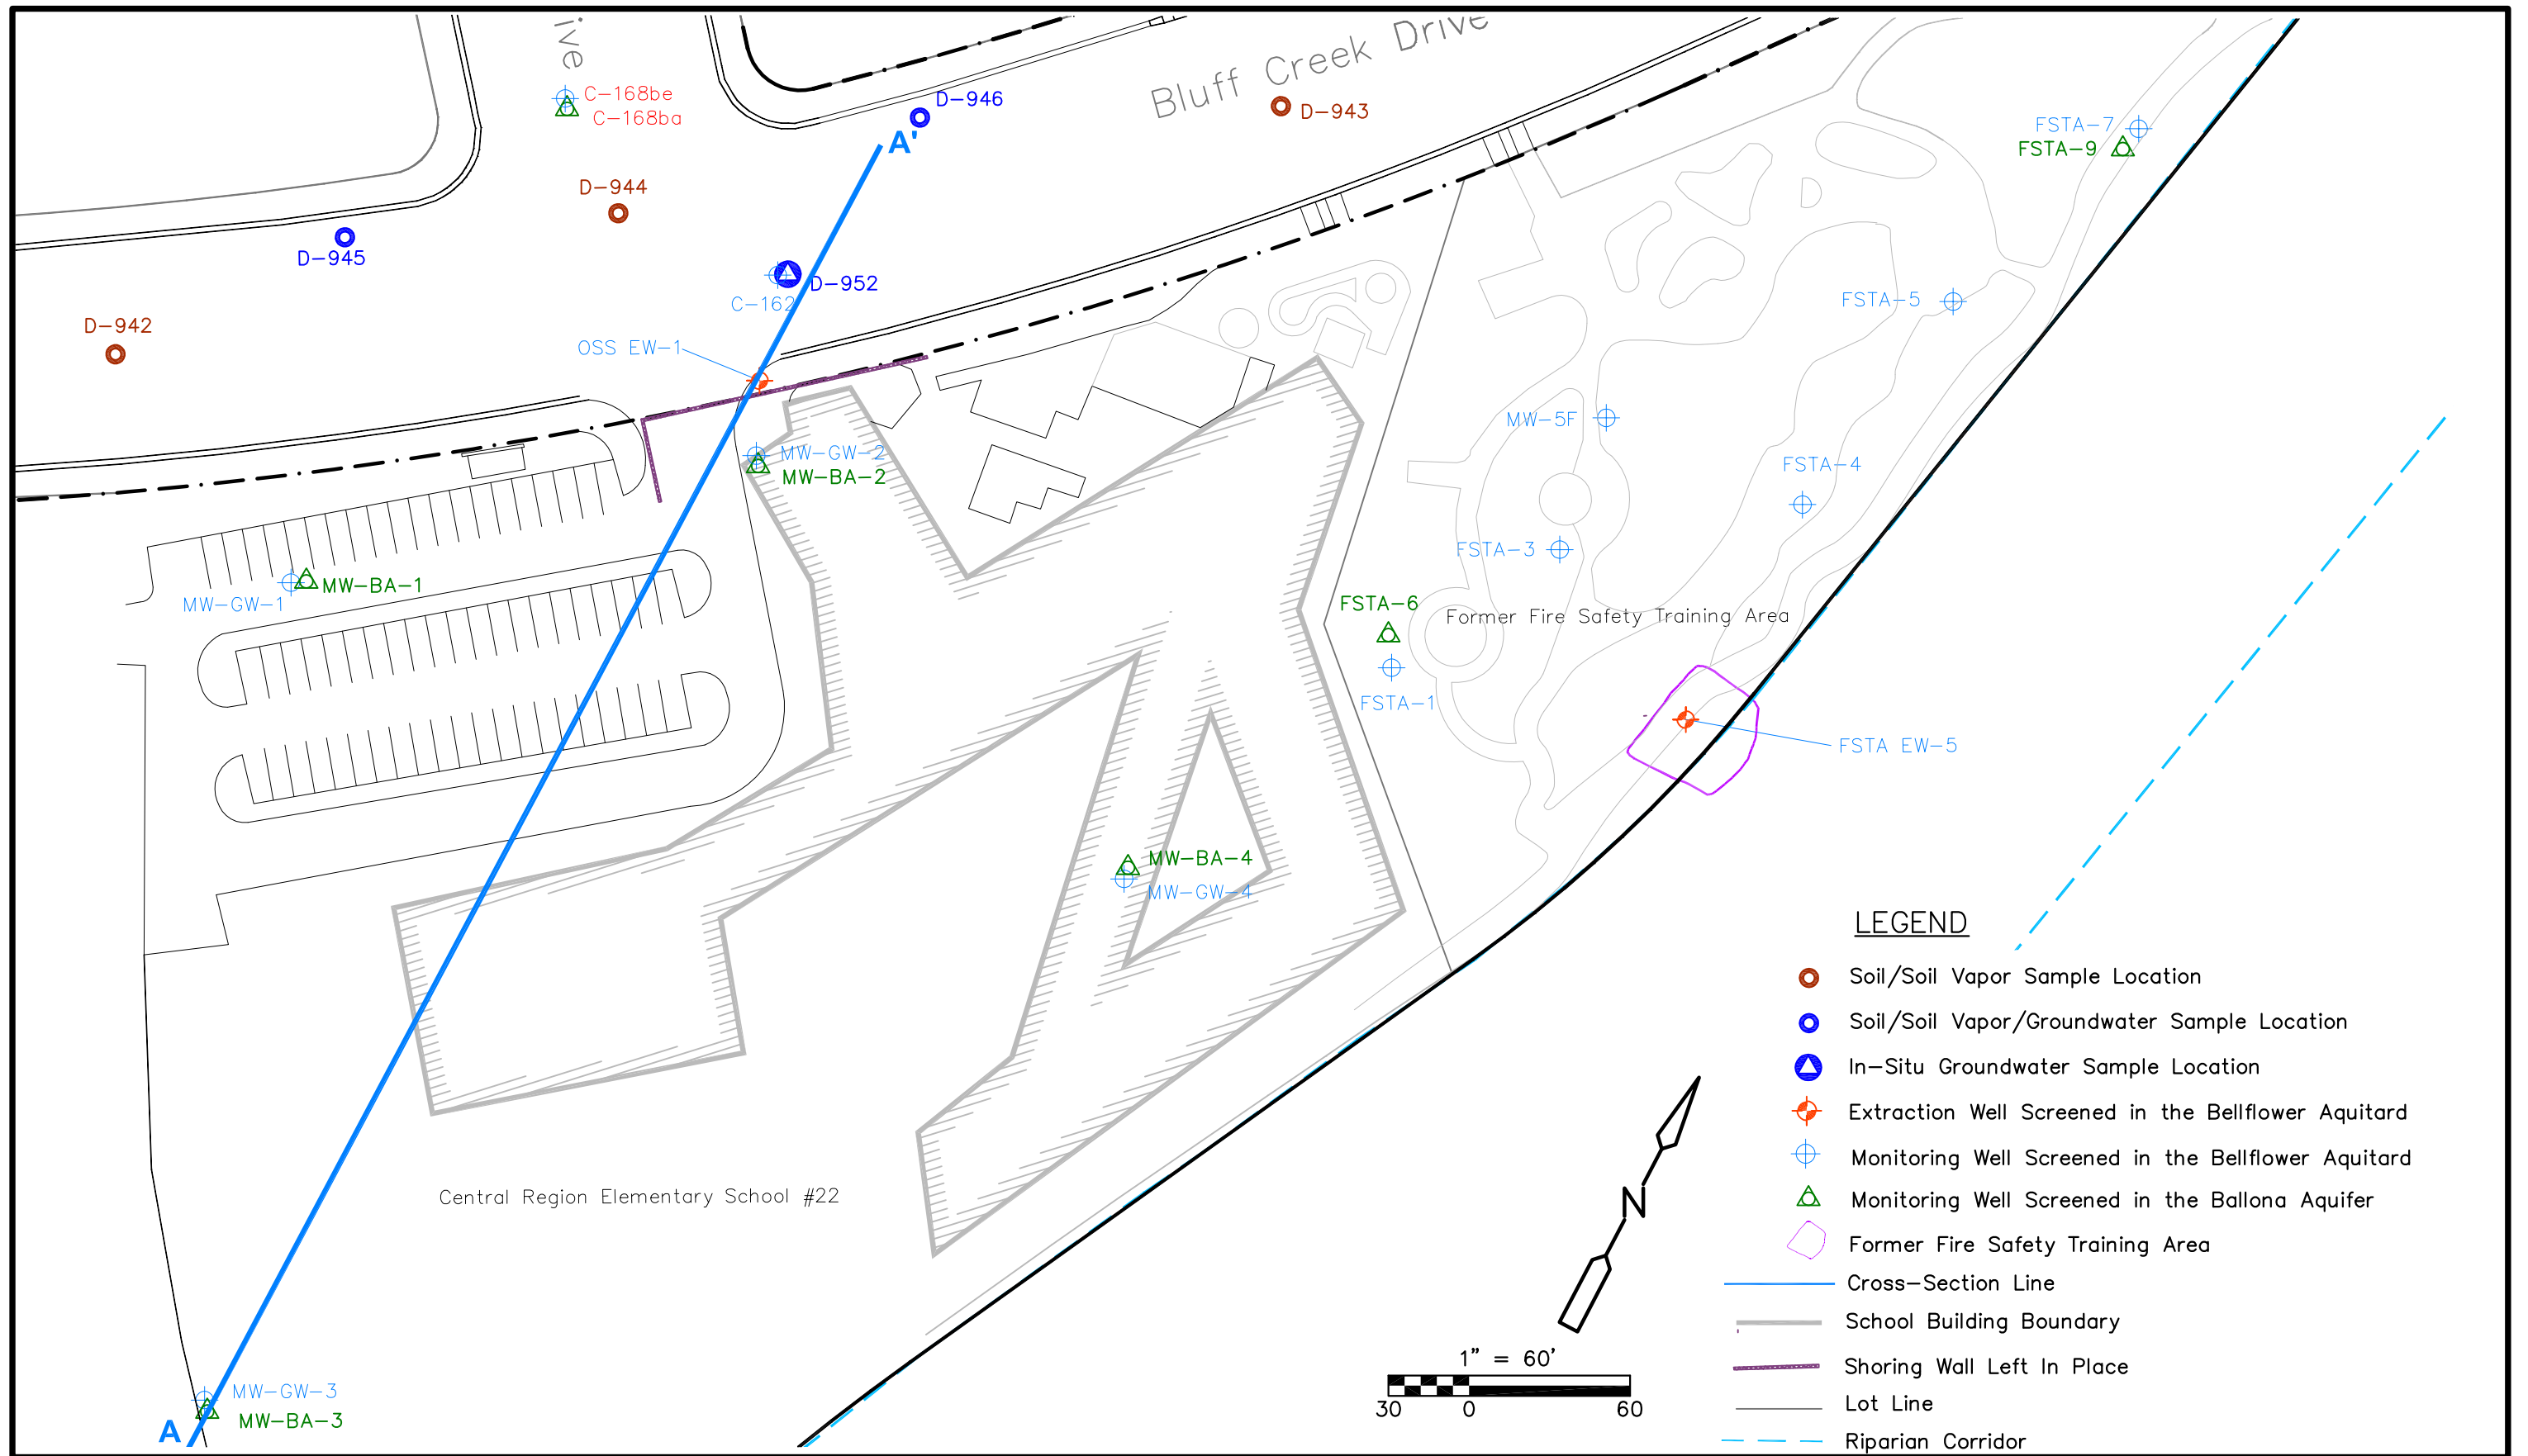 ive
Bluff Creek Drive
C-168be
C-168ba
D-946
D-943
A'
FSTA-7
FSTA-9
D-944
D-945
D-952
C-162
FSTA-5
D-942
OSS EW-1
MW-5F
MW-GW-2
MW-BA-2
FSTA-4
FSTA-3
MW-BA-1
MW-GW-1
FSTA-6
Former Fire Safety Training Area
FSTA-1
FSTA EW-5
MW-BA-4
MW-GW-4
Central Region Elementary School #22
MW-GW-3
MW-BA-3
A
N
1" = 60'
30 0 60
LEGEND
Soil/Soil Vapor Sample Location
Soil/Soil Vapor/Groundwater Sample Location
In-Situ Groundwater Sample Location
Extraction Well Screened in the Bellflower Aquitard
Monitoring Well Screened in the Bellflower Aquitard
Monitoring Well Screened in the Ballona Aquifer
Former Fire Safety Training Area
Cross-Section Line
School Building Boundary
Shoring Wall Left In Place
Lot Line
Riparian Corridor